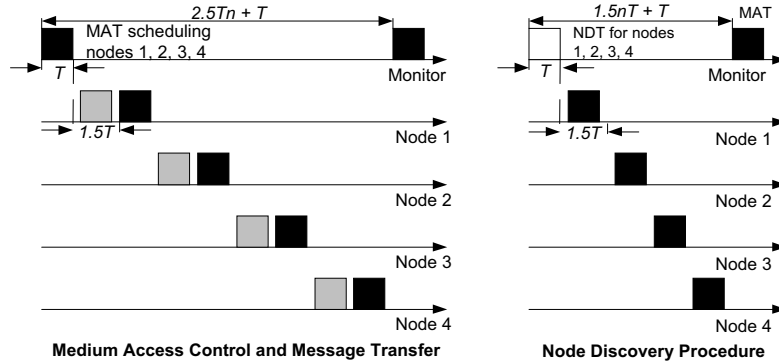 2.5Tn + T
MAT scheduling
nodes 1, 2, 3, 4
T
Monitor
1.5T
Node 1
Node 2
Node 3
Node 4
Medium Access Control and Message Transfer
1.5nT + T
MAT
NDT for nodes
1, 2, 3, 4
T
Monitor
1.5T
Node 1
Node 2
Node 3
Node 4
Node Discovery Procedure